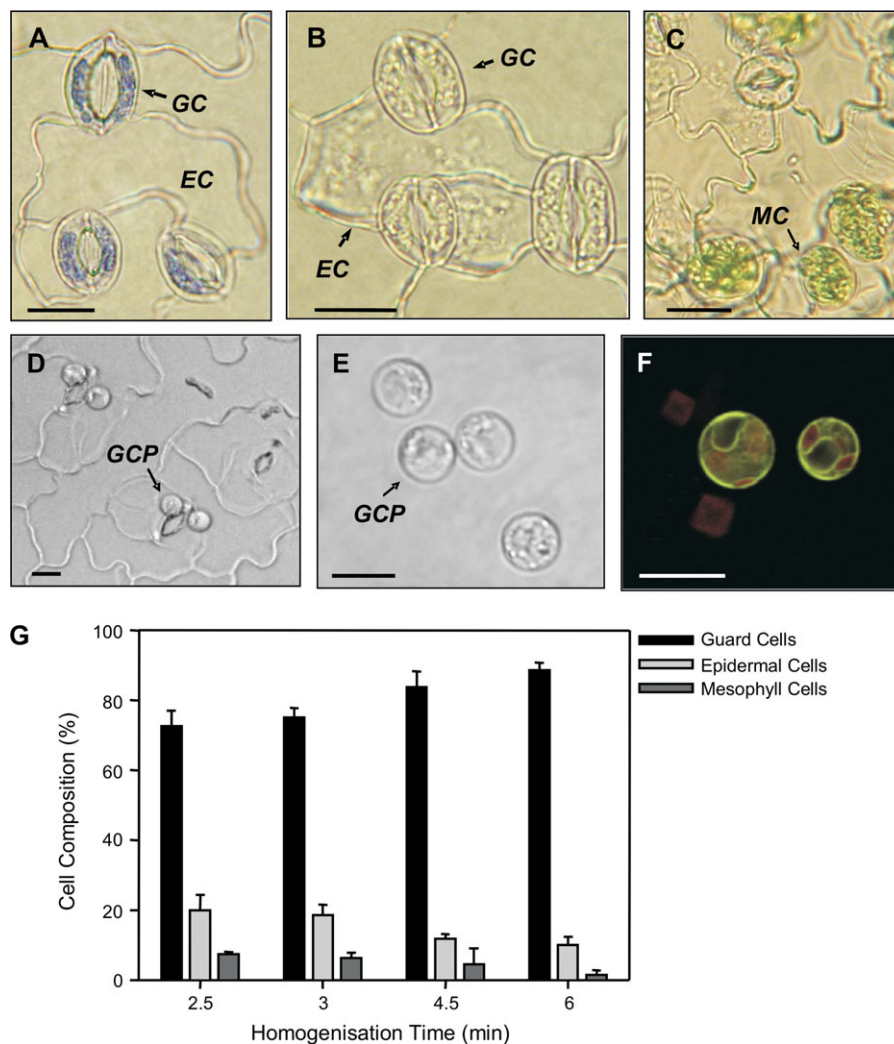 A
GC
EC
B
GC
EC
C
MC
D
GCP
E
GCP
F
G
100
80
60
40
20
0
Cell Composition (%)
2.5 3 4.5 6
Homogenisation Time (min)
Guard Cells
Epidermal Cells
Mesophyll Cells